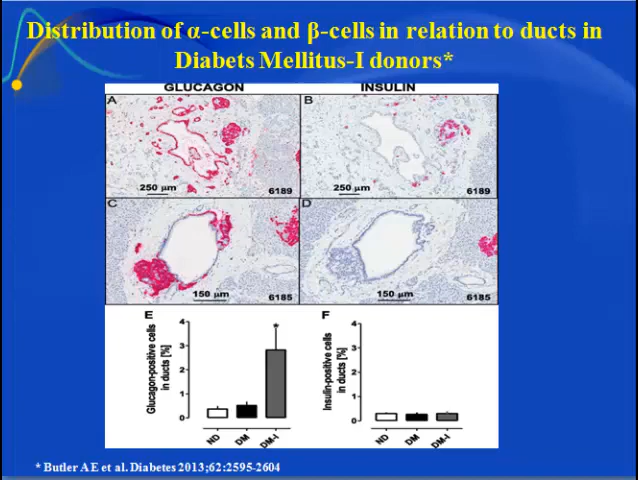 Distribution of α-cells and β-cells in relation to ducts in
Diabets Mellitus-I donors*
GLUCAGON INSULIN
A B
250 μm 6189 250 μm 6189
C D
150 μm 6185 150 μm 6185
E F
Glucagon-positive cells
in ducts [%]
4
3
2
1
0
*
ND DM DM-I
Insulin-positive cells
in ducts [%]
4
3
2
1
0
ND DM DM-I
* Butler A E et al. Diabetes 2013;62:2595-2604